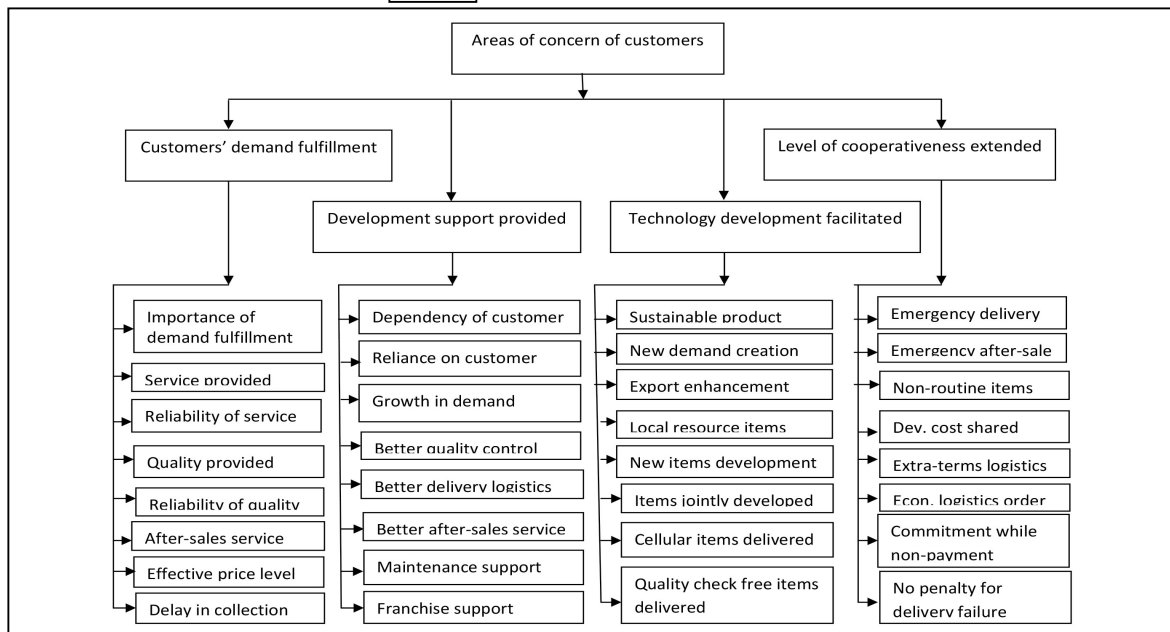 Areas of concern of customers
Customers’ demand fulfillment
Level of cooperativeness extended
Development support provided
Technology development facilitated
Importance of
demand fulfillment
Service provided
Reliability of service
Quality provided
Reliability of quality
After-sales service
Effective price level
Delay in collection
Dependency of customer
Reliance on customer
Growth in demand
Better quality control
Better delivery logistics
Better after-sales service
Maintenance support
Franchise support
Sustainable product
New demand creation
Export enhancement
Local resource items
New items development
Items jointly developed
Cellular items delivered
Quality check free items
delivered
Emergency delivery
Emergency after-sale
Non-routine items
Dev. cost shared
Extra-terms logistics
Econ. logistics order
Commitment while
non-payment
No penalty for
delivery failure